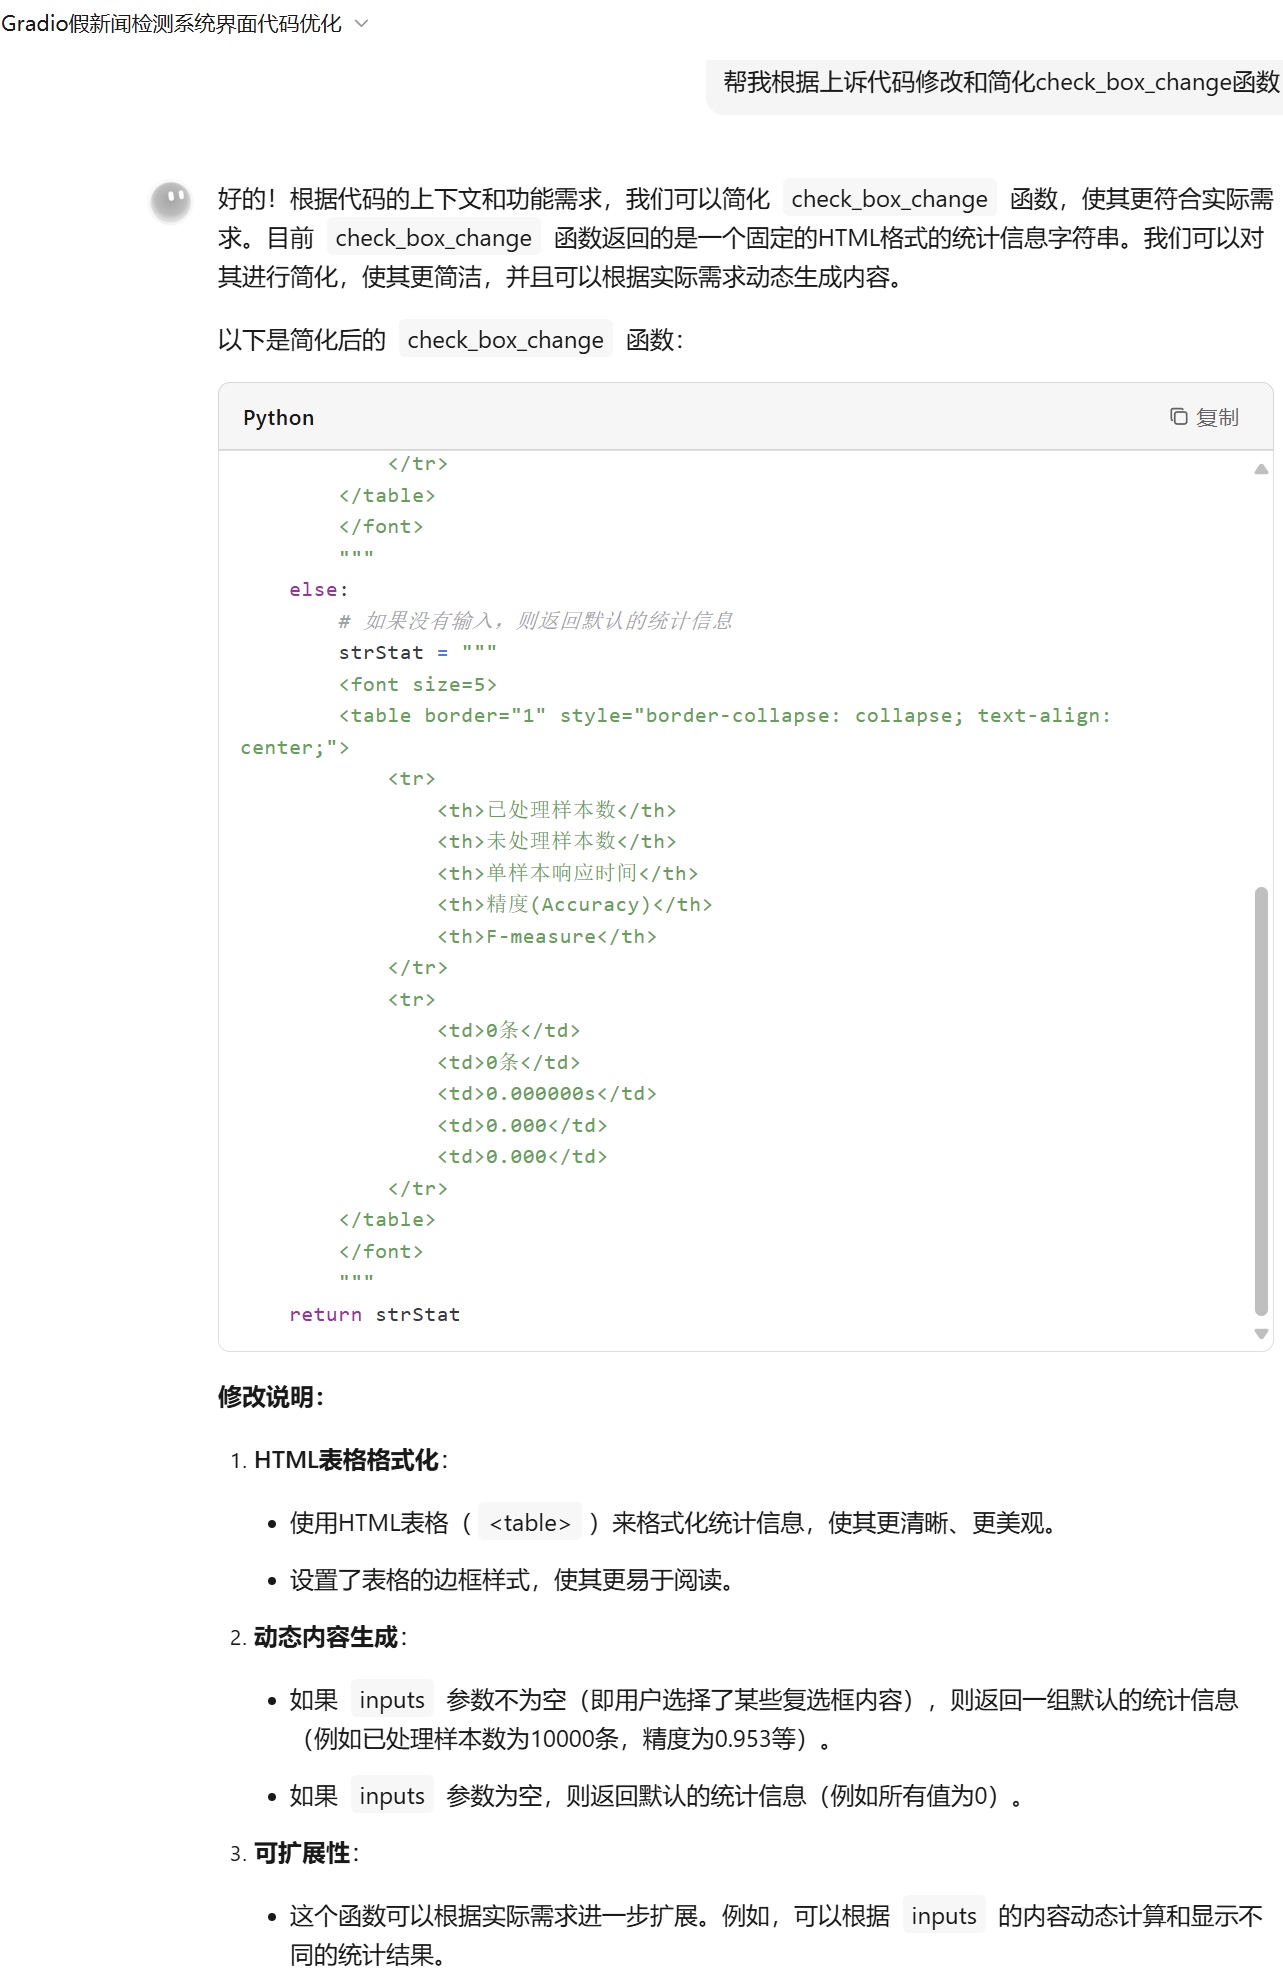 Gradio假新闻检测系统界面代码优化
帮我根据上诉代码修改和简化check_box_change函数
好的！根据代码的上下文和功能需求，我们可以简化 check_box_change 函数，使其更符合实际需
求。目前 check_box_change 函数返回的是一个固定的HTML格式的统计信息字符串。我们可以对
其进行简化，使其更简洁，并且可以根据实际需求动态生成内容。
以下是简化后的 check_box_change 函数：
Python 复制
</tr>
</table>
</font>
"""
else:
# 如果没有输入，则返回默认的统计信息
strStat = """
<font size=5>
<table border="1" style="border-collapse: collapse; text-align:
center;">
<tr>
<th>已处理样本数</th>
<th>未处理样本数</th>
<th>单样本响应时间</th>
<th>精度(Accuracy)</th>
<th>F-measure</th>
</tr>
<tr>
<td>0条</td>
<td>0条</td>
<td>0.000000s</td>
<td>0.000</td>
<td>0.000</td>
</tr>
</table>
</font>
"""
return strStat
修改说明：
1. HTML表格格式化：
• 使用HTML表格（ <table> ）来格式化统计信息，使其更清晰、更美观。
• 设置了表格的边框样式，使其更易于阅读。
2. 动态内容生成：
• 如果 inputs 参数不为空（即用户选择了某些复选框内容），则返回一组默认的统计信息
（例如已处理样本数为10000条，精度为0.953等）。
• 如果 inputs 参数为空，则返回默认的统计信息（例如所有值为0）。
3. 可扩展性：
• 这个函数可以根据实际需求进一步扩展。例如，可以根据 inputs 的内容动态计算和显示不
同的统计结果。